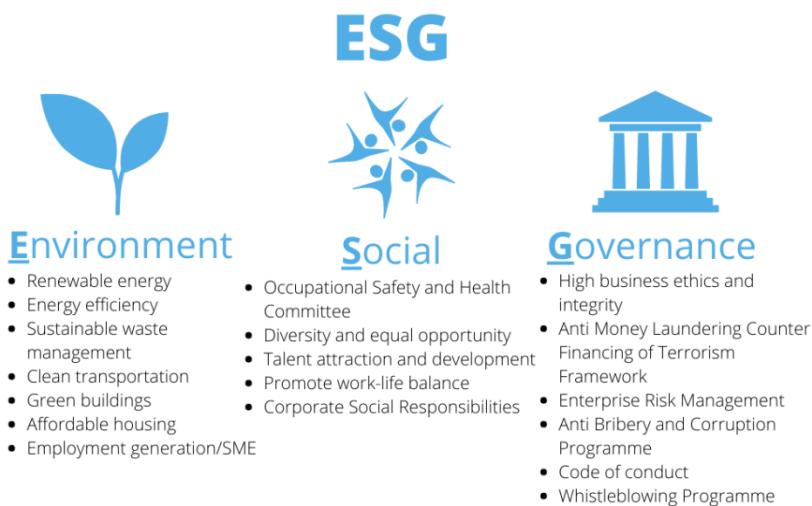 ESG
Environment
• Renewable energy
• Energy efficiency
• Sustainable waste
management
• Clean transportation
• Green buildings
• Affordable housing
• Employment generation/SME
Social
• Occupational Safety and Health
Committee
• Diversity and equal opportunity
• Talent attraction and development
• Promote work-life balance
• Corporate Social Responsibilities
Governance
• High business ethics and
integrity
• Anti Money Laundering Counter
Financing of Terrorism
Framework
• Enterprise Risk Management
• Anti Bribery and Corruption
Programme
• Code of conduct
• Whistleblowing Programme